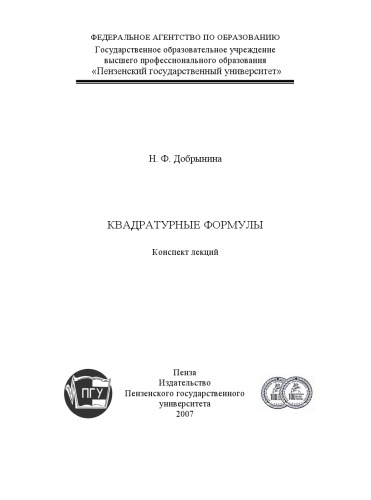 ФЕДЕРАЛЬНОЕ АГЕНТСТВО ПО ОБРАЗОВАНИЮ
Государственное образовательное учреждение
высшего профессионального образования
«Пензенский государственный университет»
Н. Ф. Добрынина
КВАДРАТУРНЫЕ ФОРМУЛЫ
Конспект лекций
Пенза
Издательство
Пензенского государственного
университета
2007
ПГУ